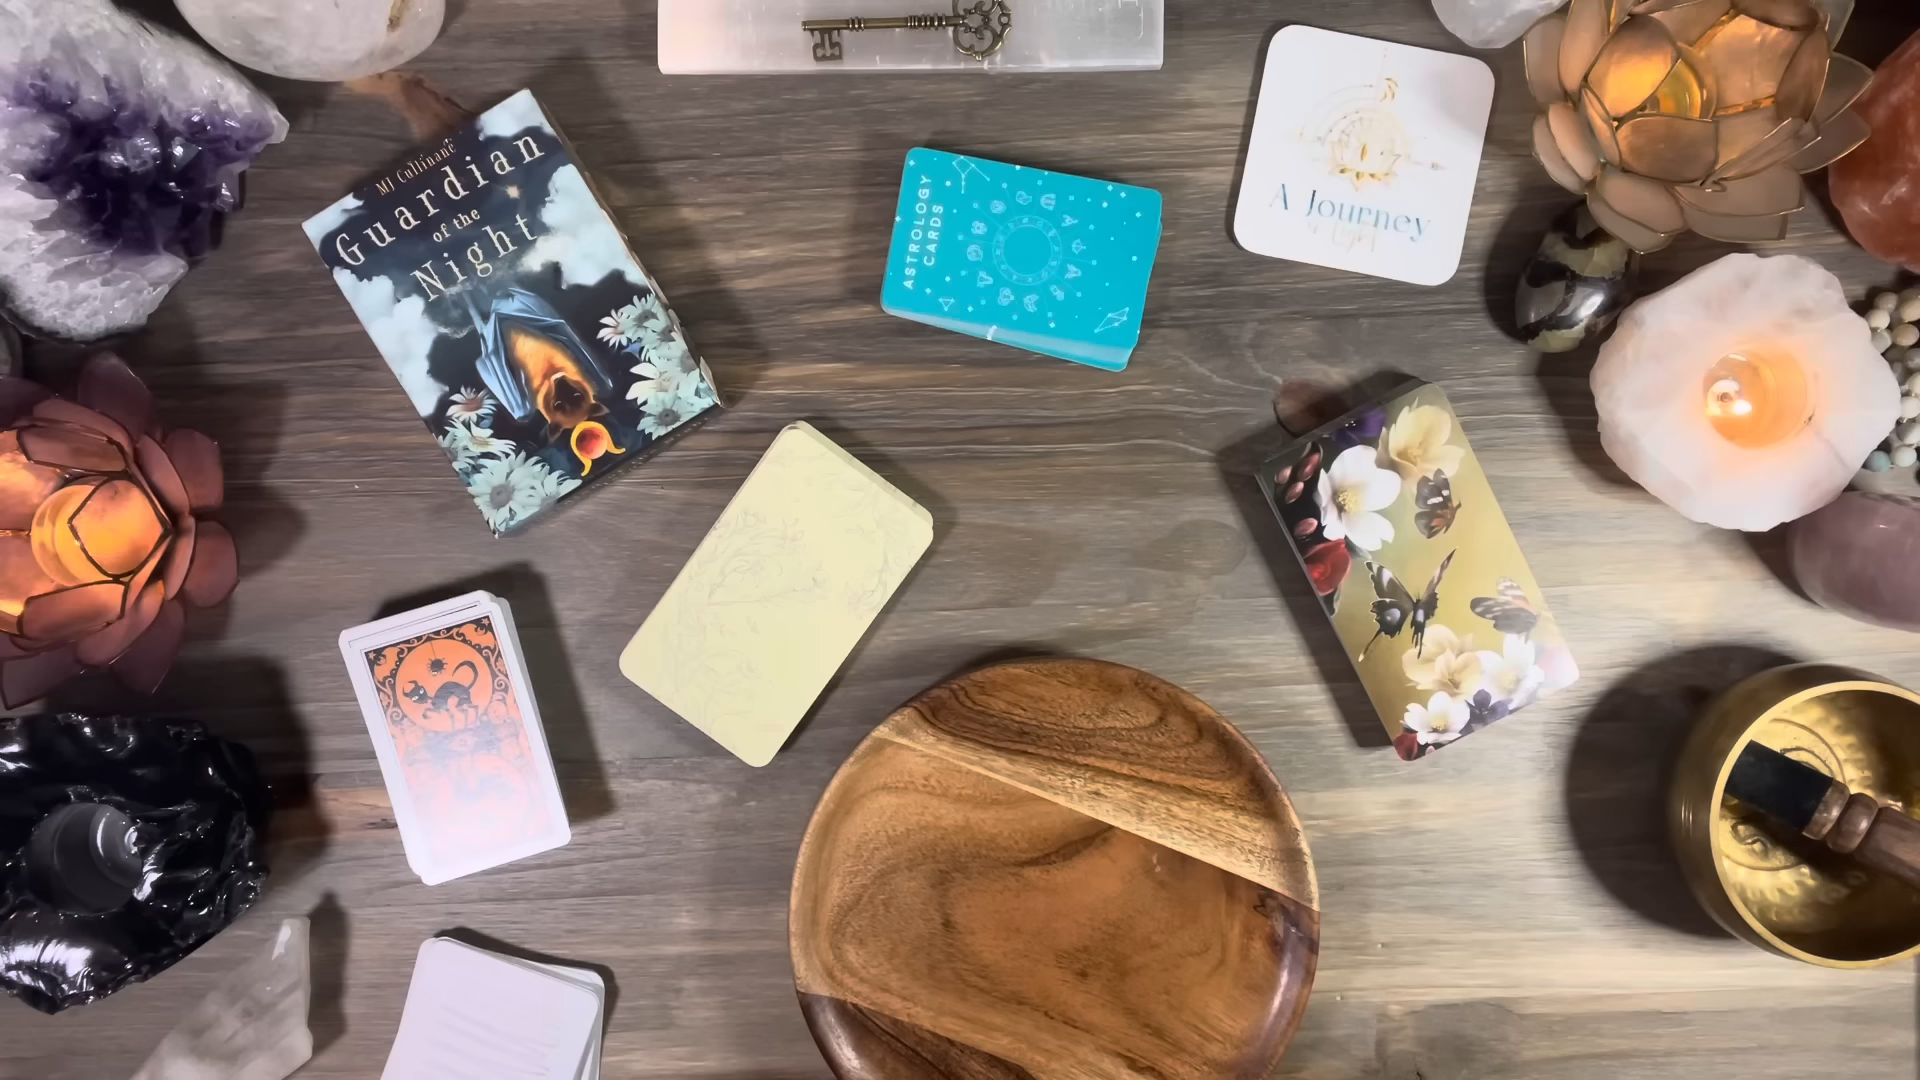 MJ Cullinane
Guardian
of the
Night
ASTROLOGY
CARDS
A Journey